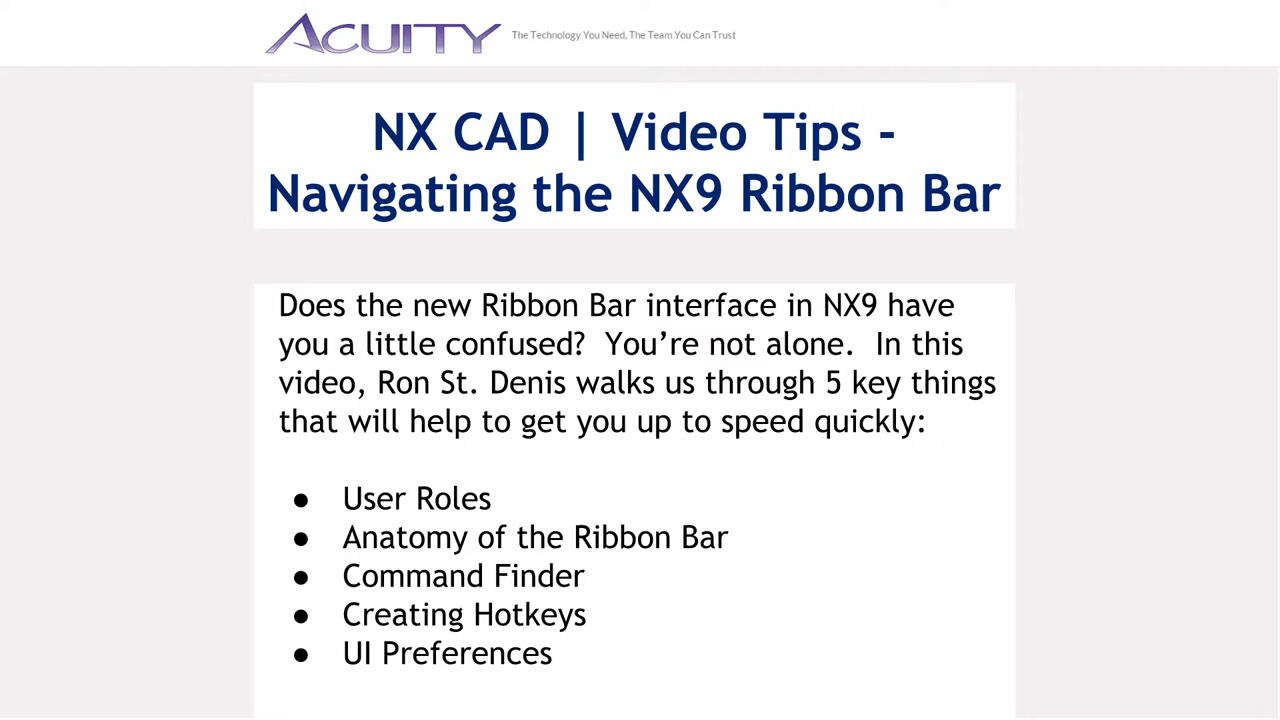 ACUITY The Technology You Need, The Team You Can Trust
NX CAD | Video Tips -
Navigating the NX9 Ribbon Bar
Does the new Ribbon Bar interface in NX9 have
you a little confused?  You’re not alone.  In this
video, Ron St. Denis walks us through 5 key things
that will help to get you up to speed quickly:
● User Roles
● Anatomy of the Ribbon Bar
● Command Finder
● Creating Hotkeys
● UI Preferences